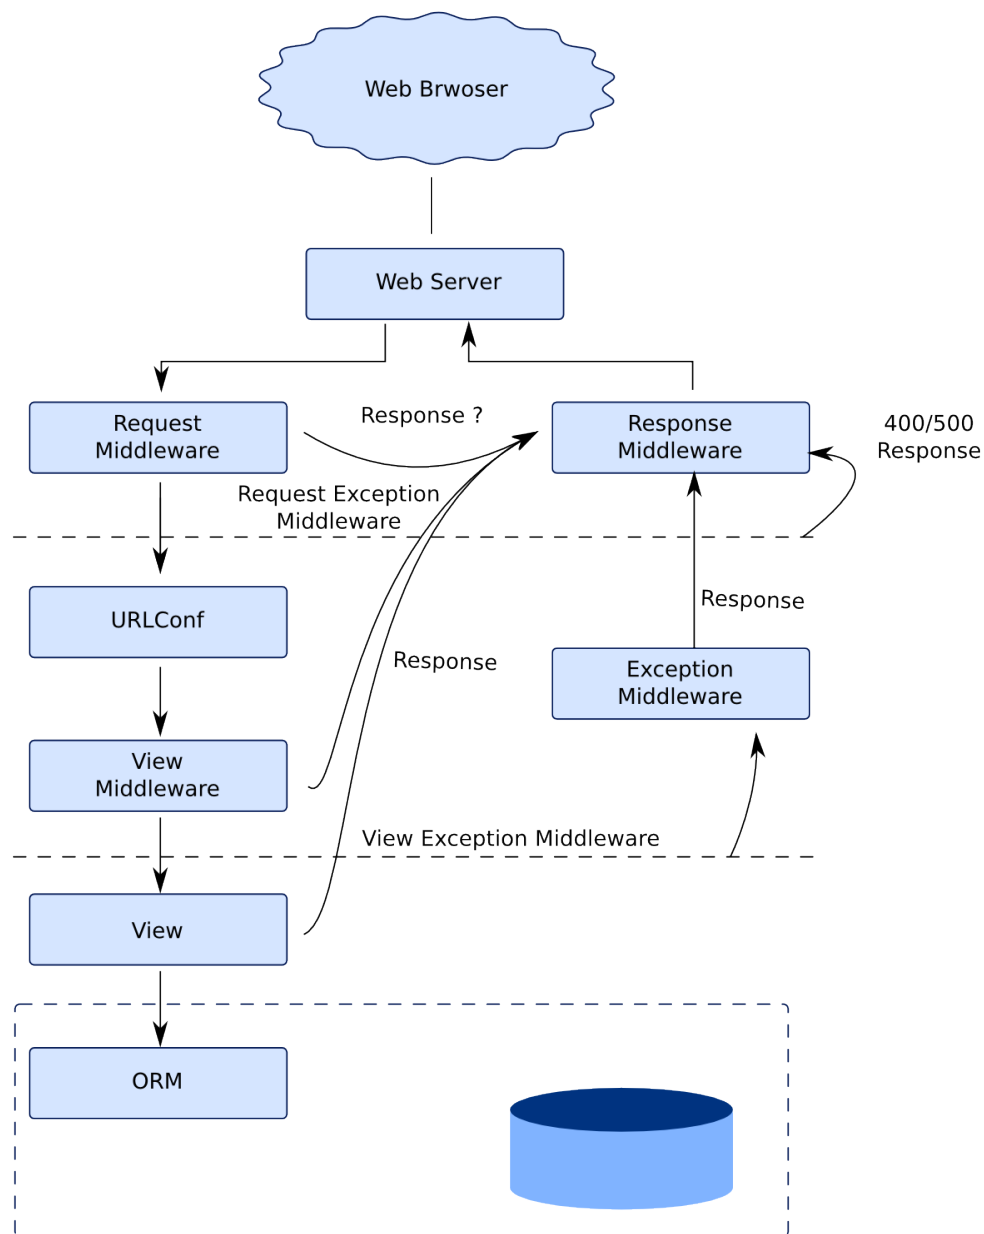 Web Brwoser
Web Server
Request
Middleware
Response ?
Response
Middleware
400/500
Response
Request Exception
Middleware
URLConf
Response
Response
Exception
Middleware
View
Middleware
View Exception Middleware
View
ORM